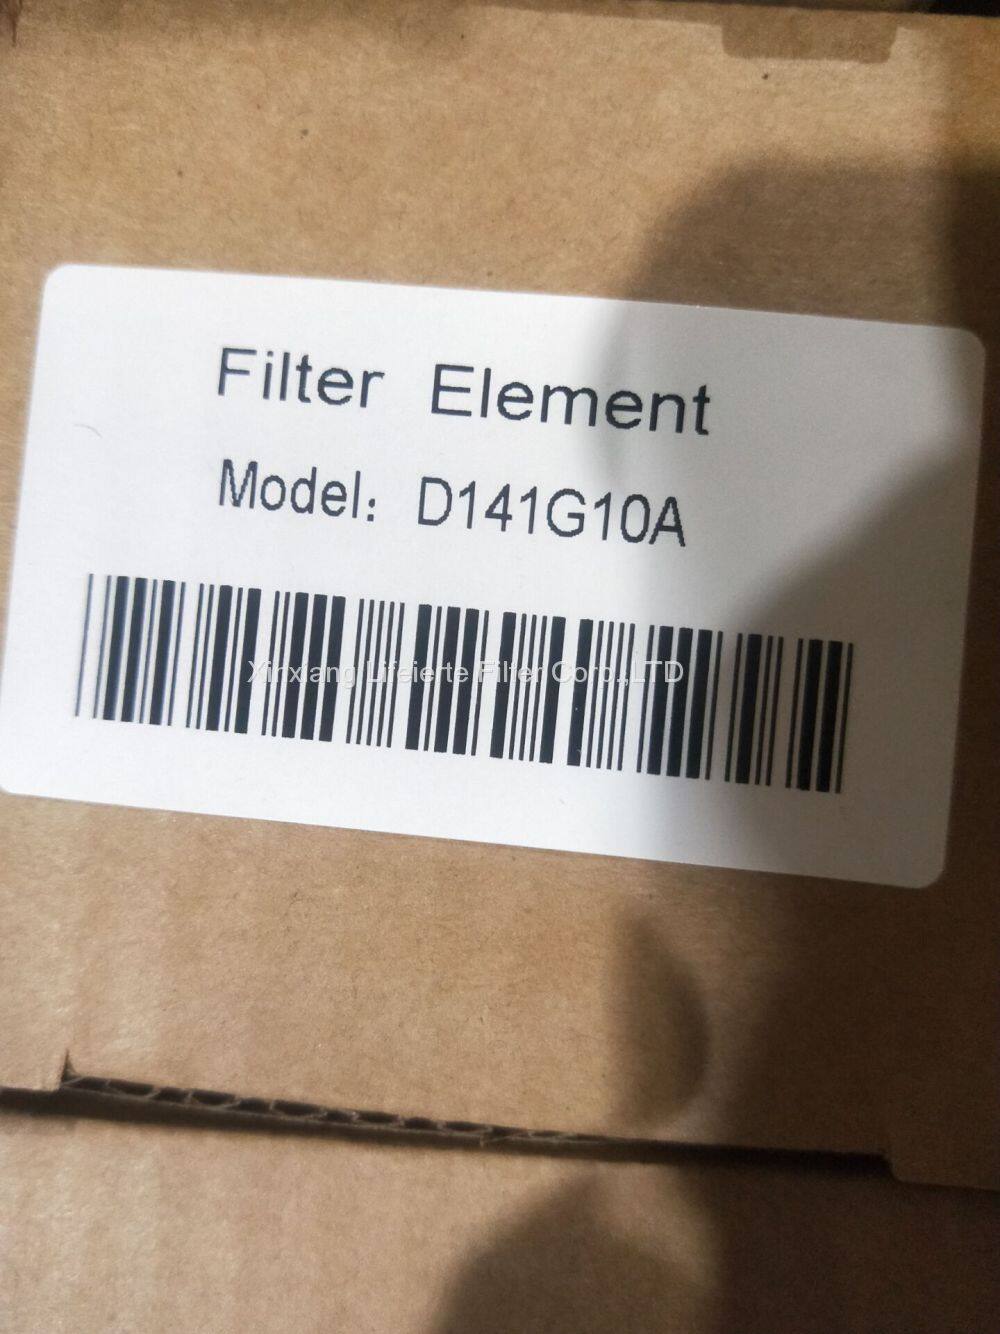 Filter Element
Model: D141G10A
Xinxiang Lifeierte Filter Corp.,LTD